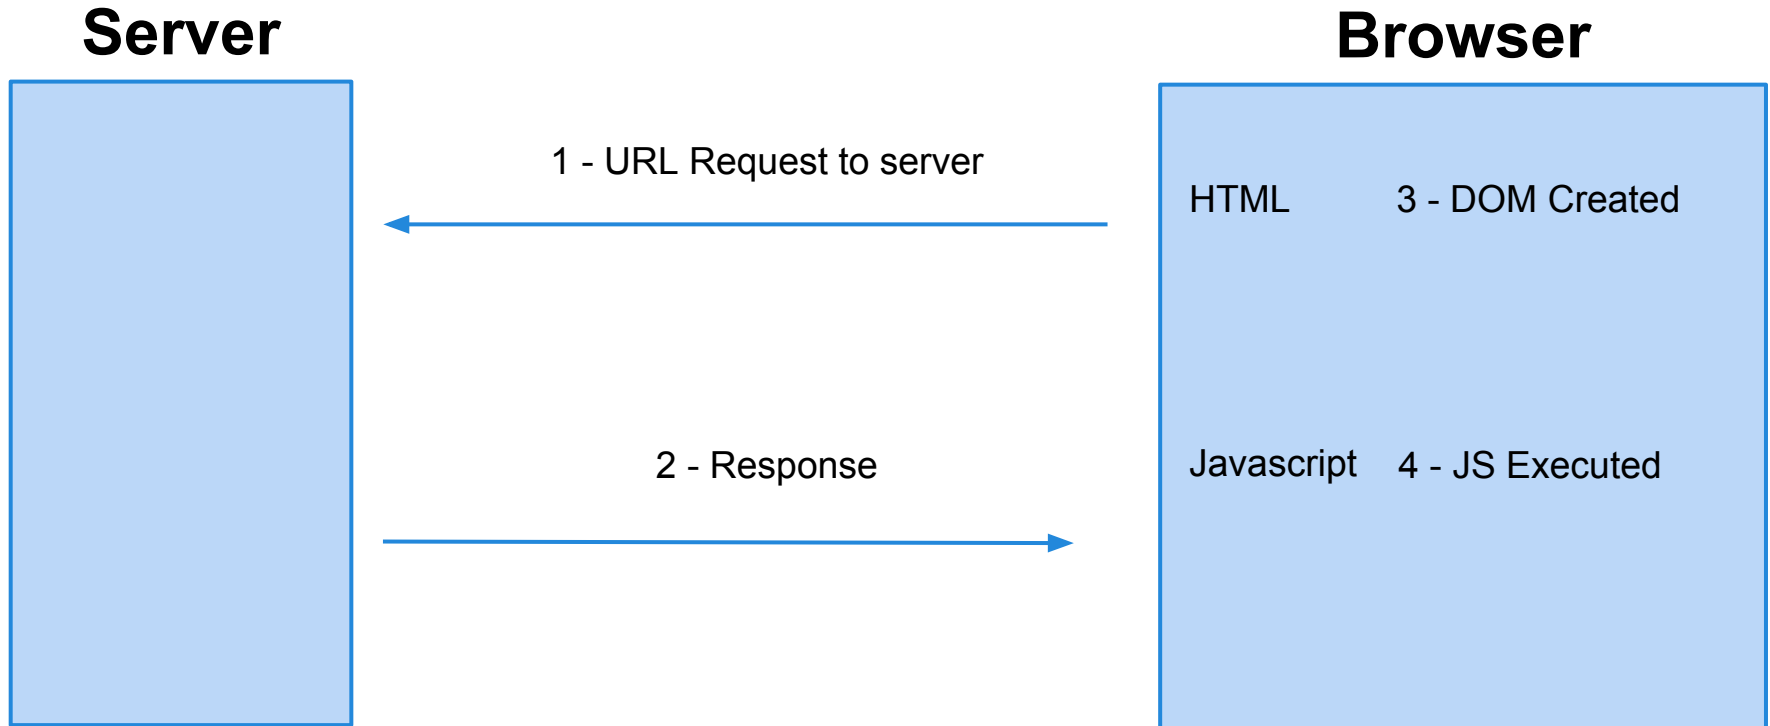 Server
Browser
1 - URL Request to server
HTML
3 - DOM Created
2 - Response
Javascript
4 - JS Executed